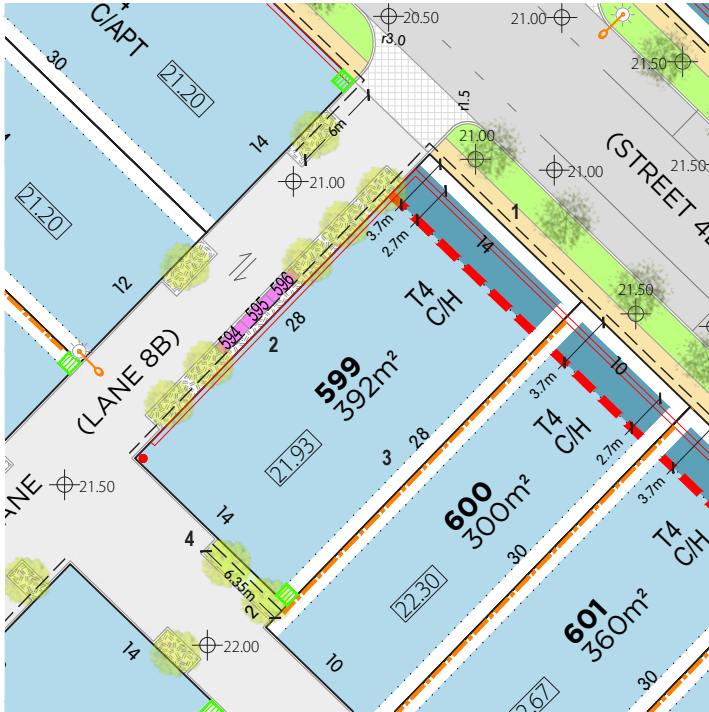 20.50
21.00
21.50
C/APT
30
21.20
r3.0
r1.5
6m
14
21.00
21.00
21.00
21.50
(STREET 4
1
14
3.7m
2.7m
21.20
12
T4
C/H
594 595 596
28
2
21.50
10
(LANE 8B)
599
392m²
3.7m
2.7m
3.7m
T4
C/H
21.93
3
28
T4
C/H
ANE
21.50
14
4
600
300m²
30
6.35m
2
22.30
601
360m²
22.00
14
10
30
2.67